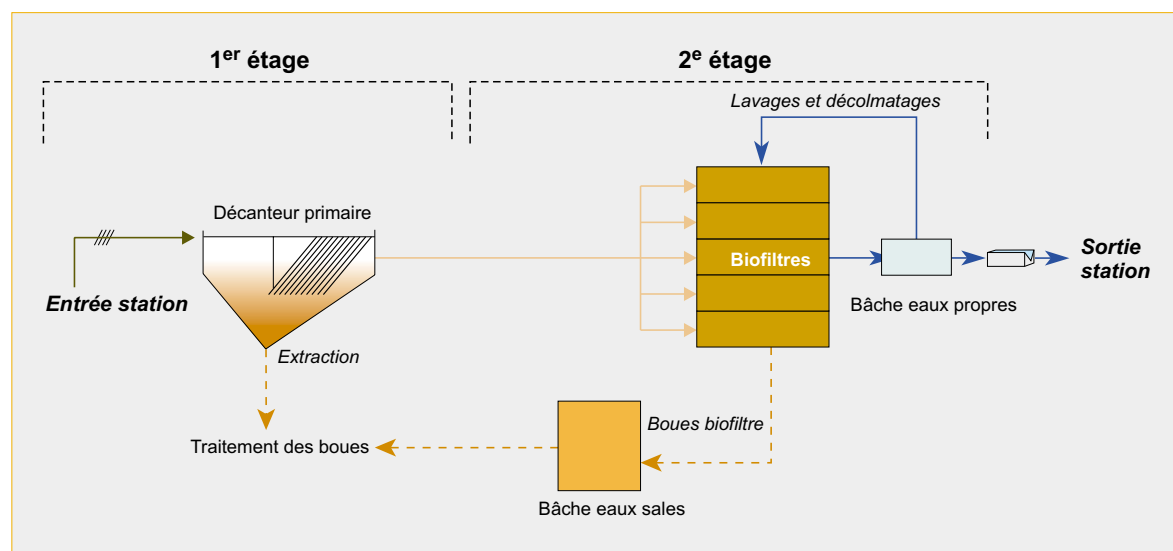 1er étage
2e étage
Lavages et décolmatages
Décanteur primaire
Biofiltres
Sortie
station
Entrée station
Bâche eaux propres
Extraction
Boues biofiltre
Traitement des boues
Bâche eaux sales